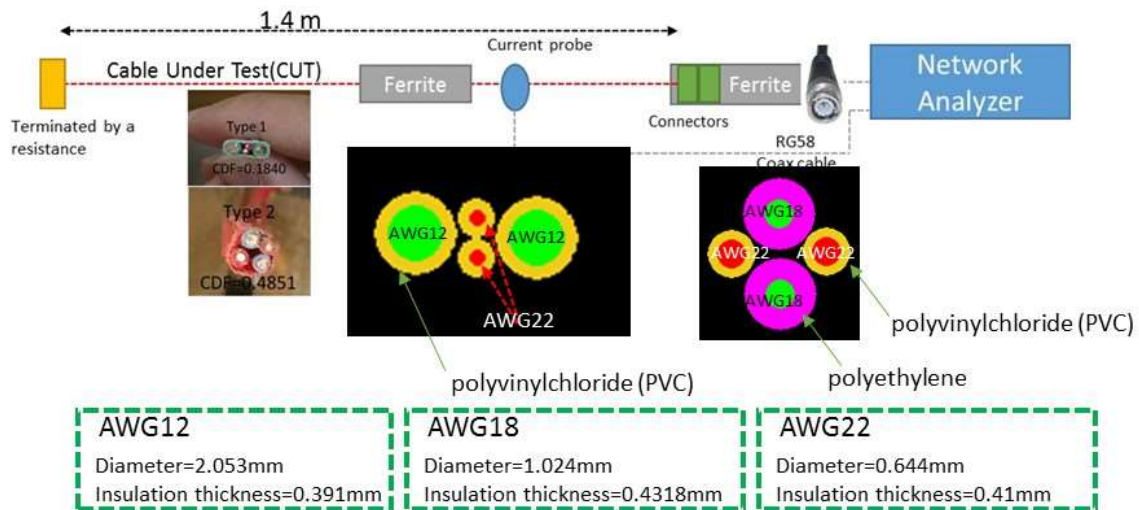 1.4 m
Current probe
Cable Under Test(CUT)
Ferrite
Ferrite
Network
Analyzer
Terminated by a
resistance
Connectors
RG58
Coax cable
Type 1
CDF=0.1840
Type 2
CDF=0.4851
AWG12
AWG12
AWG22
AWG18
AWG22
AWG22
AWG18
polyvinylchloride (PVC)
polyvinylchloride (PVC)
polyethylene
AWG12
Diameter=2.053mm
Insulation thickness=0.391mm
AWG18
Diameter=1.024mm
Insulation thickness=0.4318mm
AWG22
Diameter=0.644mm
Insulation thickness=0.41mm